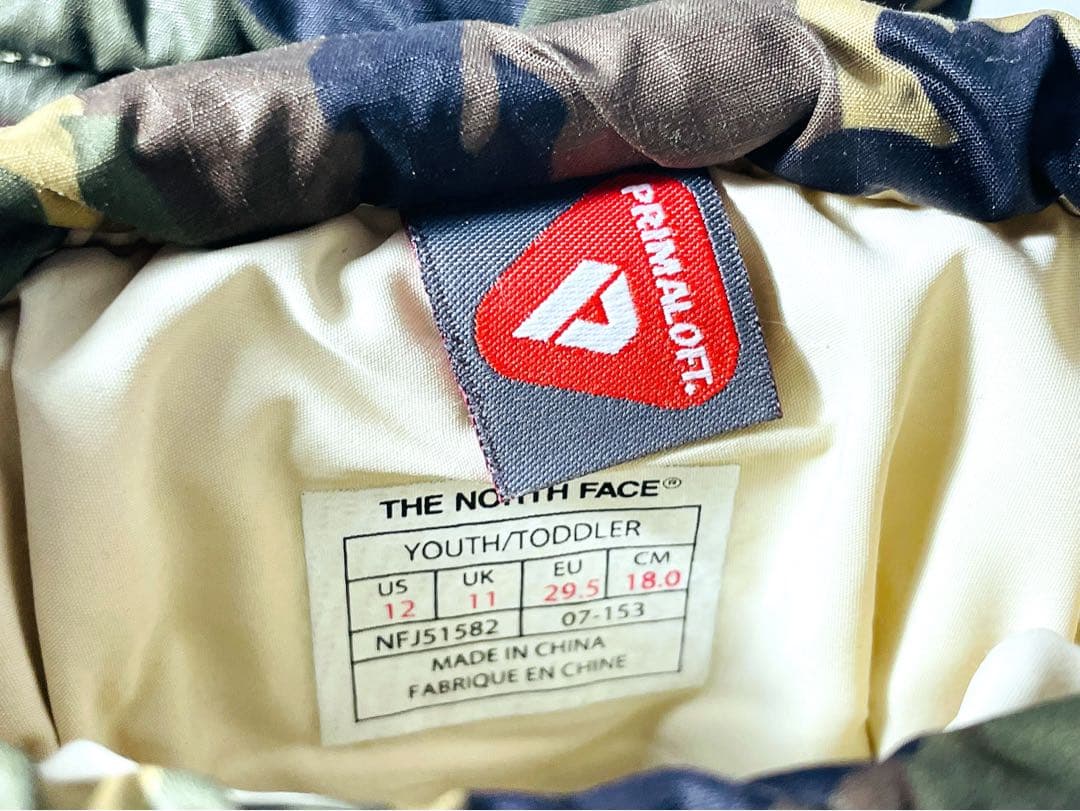 PRIMALOFT.
THE NORTH FACE®
YOUTH/TODDLER
US UK EU CM
12 11 29.5 18.0
NFJ51582 07-153
MADE IN CHINA
FABRIQUE EN CHINE